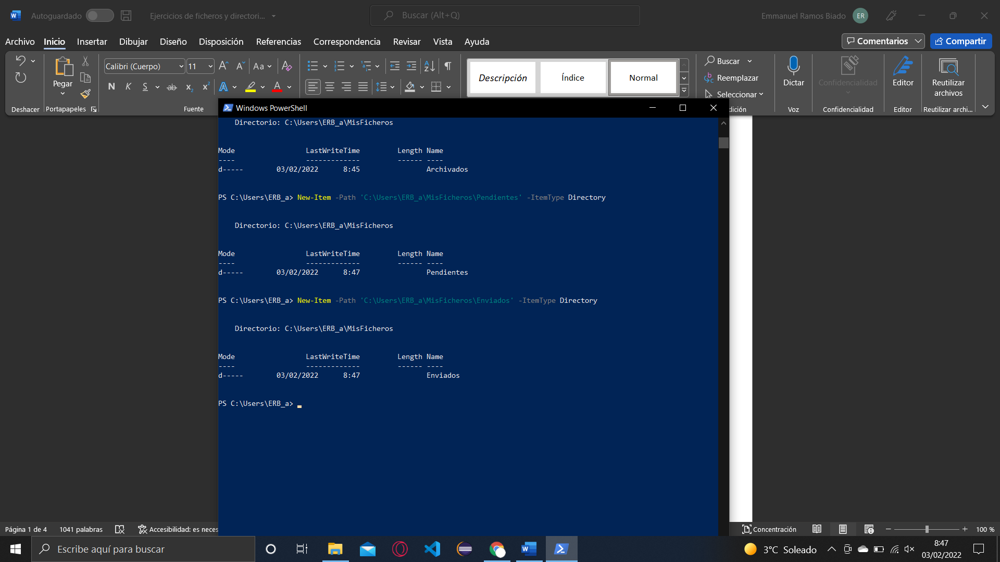 Autoguardado
Ejercicios de ficheros y directori...
Buscar (Alt+Q)
Emmanuel Ramos Biado
ER
Archivo Inicio Insertar Dibujar Diseño Disposición Referencias Correspondencia Revisar Vista Ayuda
Comentarios
Compartir
Pegar
Calibri (Cuerpo)
11
Aa
N K S ab x₂ x² A A
Descripción
Índice
Normal
Buscar
Reemplazar
Seleccionar
Dictar
Confidencialidad
Editor
Reutilizar
archivos
Deshacer
Portapapeles
Fuente
dición
Voz
Confidencialidad
Editor
Reutilizar archi...
Windows PowerShell
Directorio: C:\Users\ERB_a\MisFicheros
Mode LastWriteTime Length Name
---- ------------- ------ ----
d----- 03/02/2022 8:45 Archivados
PS C:\Users\ERB_a> New-Item -Path 'C:\Users\ERB_a\MisFicheros\Pendientes' -ItemType Directory
Directorio: C:\Users\ERB_a\MisFicheros
Mode LastWriteTime Length Name
---- ------------- ------ ----
d----- 03/02/2022 8:47 Pendientes
PS C:\Users\ERB_a> New-Item -Path 'C:\Users\ERB_a\MisFicheros\Enviados' -ItemType Directory
Directorio: C:\Users\ERB_a\MisFicheros
Mode LastWriteTime Length Name
---- ------------- ------ ----
d----- 03/02/2022 8:47 Enviados
PS C:\Users\ERB_a>
Página 1 de 4
1041 palabras
Accesibilidad: es neces
Concentración
100 %
Escribe aquí para buscar
3°C Soleado
8:47
03/02/2022